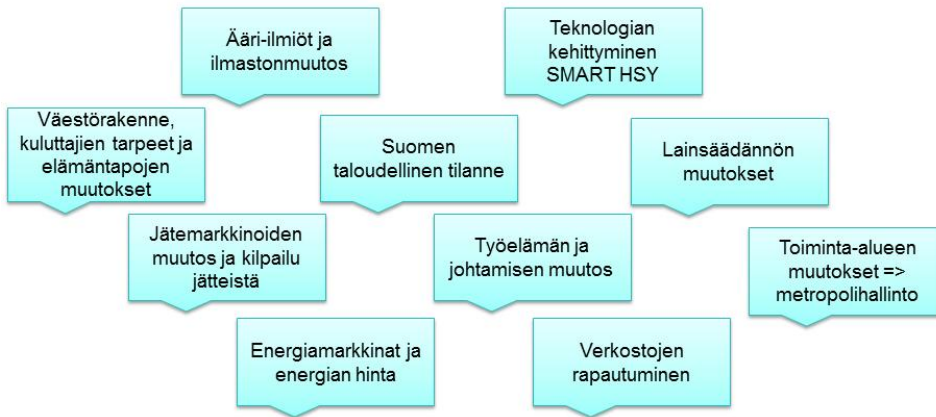 Ääri-ilmiöt ja
ilmastonmuutos
Teknologian
kehittyminen
SMART HSY
Väestörakenne,
kuluttajien tarpeet ja
elämäntapojen
muutokset
Suomen
taloudellinen tilanne
Lainsäädännön
muutokset
Jätemarkkinoiden
muutos ja kilpailu
jätteistä
Työelämän ja
johtamisen muutos
Toiminta-alueen
muutokset =>
metropolihallinto
Energiamarkkinat ja
energian hinta
Verkostojen
rapautuminen